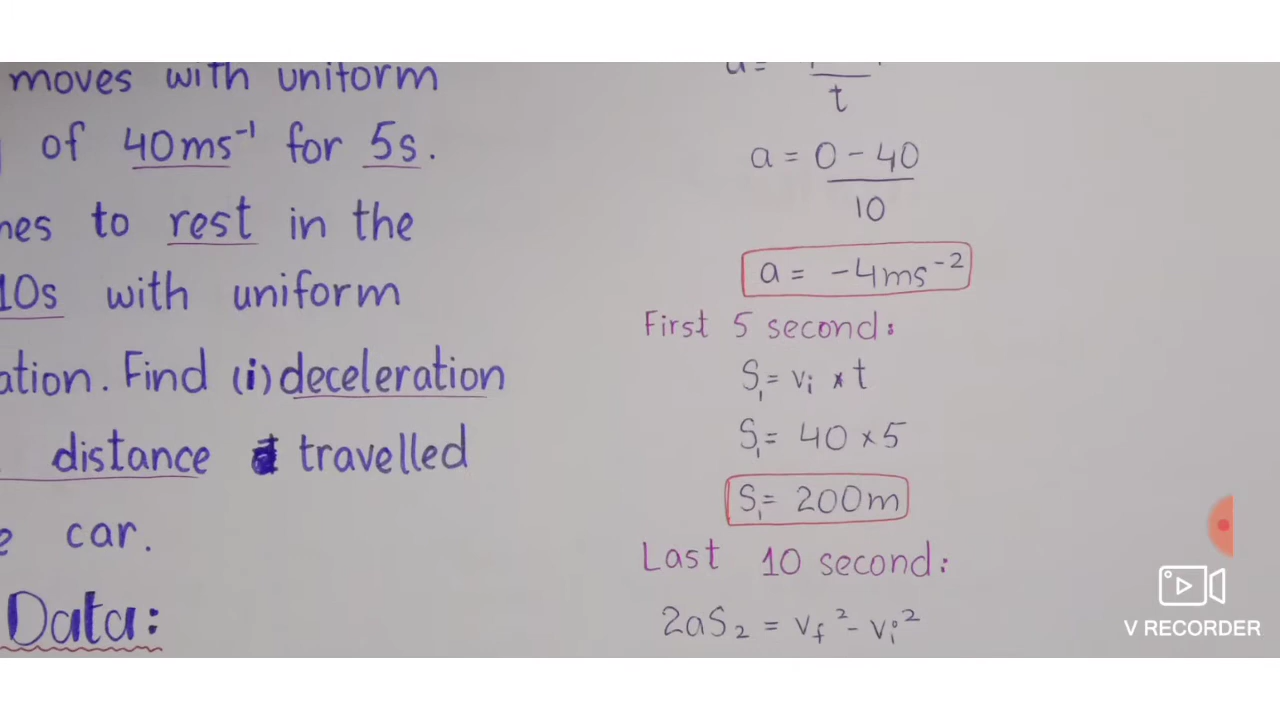 moves with uniform
of 40ms⁻¹ for 5s.
to rest in the
10s with uniform
Find (i) deceleration
distance travelled
car.
Data:
t
a = 0 - 40
10
a = -4ms⁻²
First 5 second:
S₁ = vᵢ × t
S₁ = 40 × 5
S₁ = 200m
Last 10 second:
2aS₂ = v_f² - vᵢ²
V RECORDER